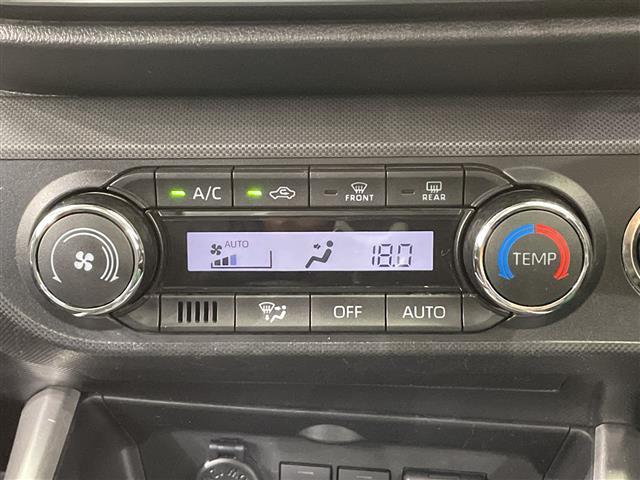 A/C
FRONT
REAR
AUTO
18.0
TEMP
OFF
AUTO